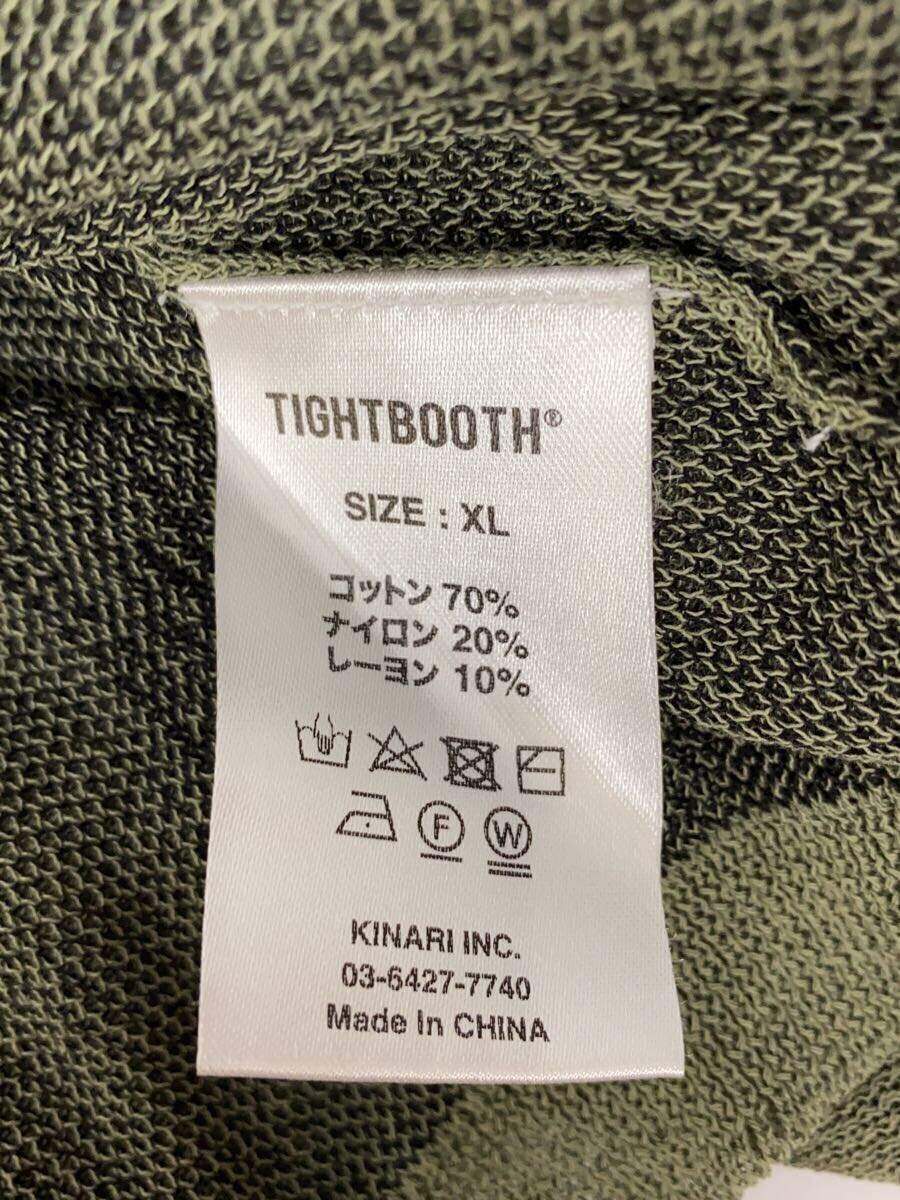 TIGHTBOOTH®
SIZE : XL
コットン 70%
ナイロン 20%
レーヨン 10%
F W
KINARI INC.
03-6427-7740
Made In CHINA